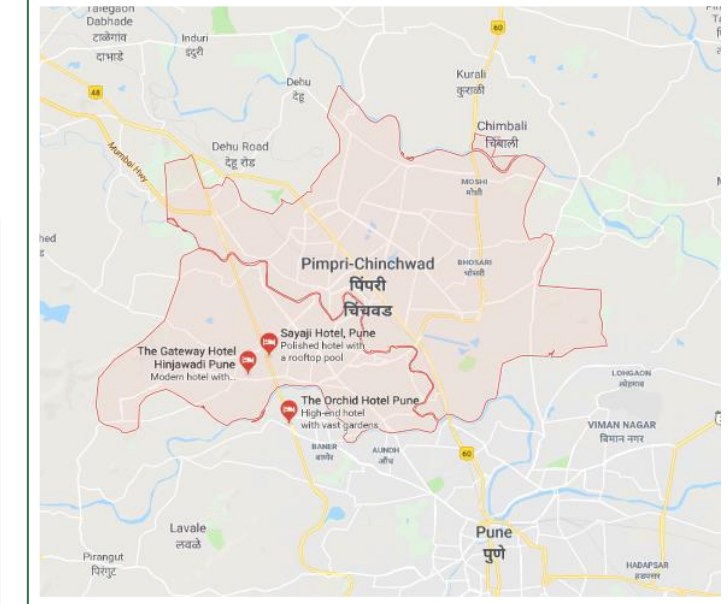 Talegaon
Dabhade
टाळेगांव
दाभाडे
Induri
इंदुरी
60
Dehu
देहू
Kurali
कुराळी
48
Chimbali
चिंबाली
Mumbai Hwy
Dehu Road
देहू रोड
MOSHI
मोशी
Pimpri-Chinchwad
पिंपरी
चिंचवड
BHOSARI
भोसरी
Sayaji Hotel, Pune
Polished hotel with
a rooftop pool
The Gateway Hotel
Hinjawadi Pune
Modern hotel with...
The Orchid Hotel Pune
High-end hotel
with vast gardens
LOHGAON
लोहगाव
VIMAN NAGAR
विमान नगर
BANER
बाणेर
AUNDH
औंध
60
Lavale
लवळे
Pune
पुणे
Pirangut
पिरंगुट
HADAPSAR
हडपसर